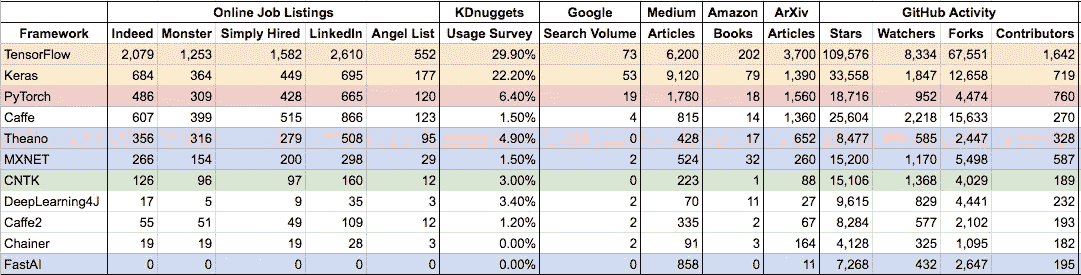 Online Job Listings KDnuggets Google Medium Amazon ArXiv GitHub Activity
Framework Indeed Monster Simply Hired LinkedIn Angel List Usage Survey Search Volume Articles Books Articles Stars Watchers Forks Contributors
TensorFlow 2,079 1,253 1,582 2,610 552 29.90% 73 6,200 202 3,700 109,576 8,334 67,551 1,642
Keras 684 364 449 695 177 22.20% 53 9,120 79 1,390 33,558 1,847 12,658 719
PyTorch 486 309 428 665 120 6.40% 19 1,780 18 1,560 18,716 952 4,474 760
Caffe 607 399 515 866 123 1.50% 4 815 14 1,360 25,604 2,218 15,633 270
Theano 356 316 279 508 95 4.90% 0 428 17 652 8,477 585 2,447 328
MXNET 266 154 200 298 29 1.50% 2 524 32 260 15,200 1,170 5,498 587
CNTK 126 96 97 160 12 3.00% 0 223 1 88 15,106 1,368 4,029 189
DeepLearning4J 17 5 9 35 3 3.40% 2 70 11 27 9,615 829 4,441 232
Caffe2 55 51 49 109 12 1.20% 2 335 2 67 8,284 577 2,102 193
Chainer 19 19 19 28 3 0.00% 2 91 3 164 4,128 325 1,095 182
FastAI 0 0 0 0 0 0.00% 0 858 0 11 7,268 432 2,647 195